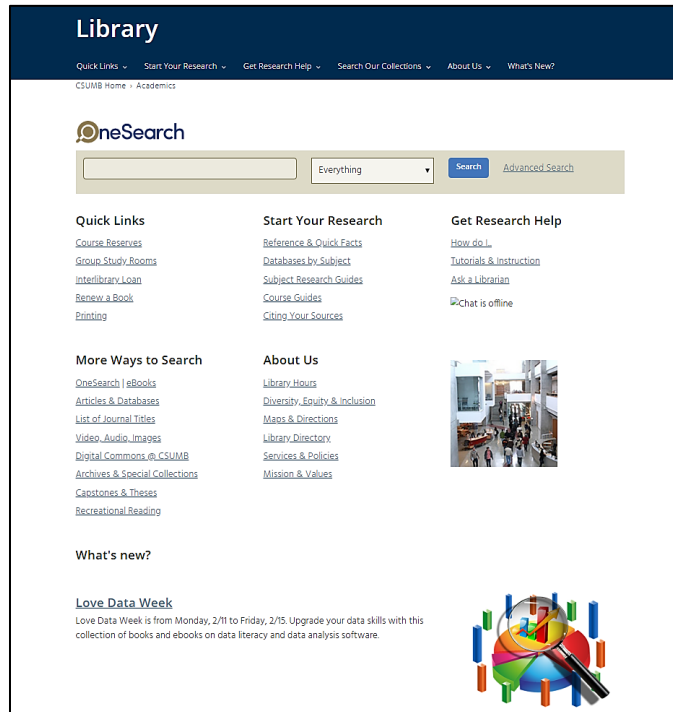 Library
Quick Links Start Your Research Get Research Help Search Our Collections About Us What's New?
CSUMB Home › Academics
OneSearch
Everything Search Advanced Search
Quick Links
Course Reserves
Group Study Rooms
Interlibrary Loan
Renew a Book
Printing
Start Your Research
Reference & Quick Facts
Databases by Subject
Subject Research Guides
Course Guides
Citing Your Sources
Get Research Help
How do I...
Tutorials & Instruction
Ask a Librarian
Chat is offline
More Ways to Search
OneSearch | eBooks
Articles & Databases
List of Journal Titles
Video, Audio, Images
Digital Commons @ CSUMB
Archives & Special Collections
Capstones & Theses
Recreational Reading
About Us
Library Hours
Diversity, Equity & Inclusion
Maps & Directions
Library Directory
Services & Policies
Mission & Values
What's new?
Love Data Week
Love Data Week is from Monday, 2/11 to Friday, 2/15. Upgrade your data skills with this
collection of books and ebooks on data literacy and data analysis software.